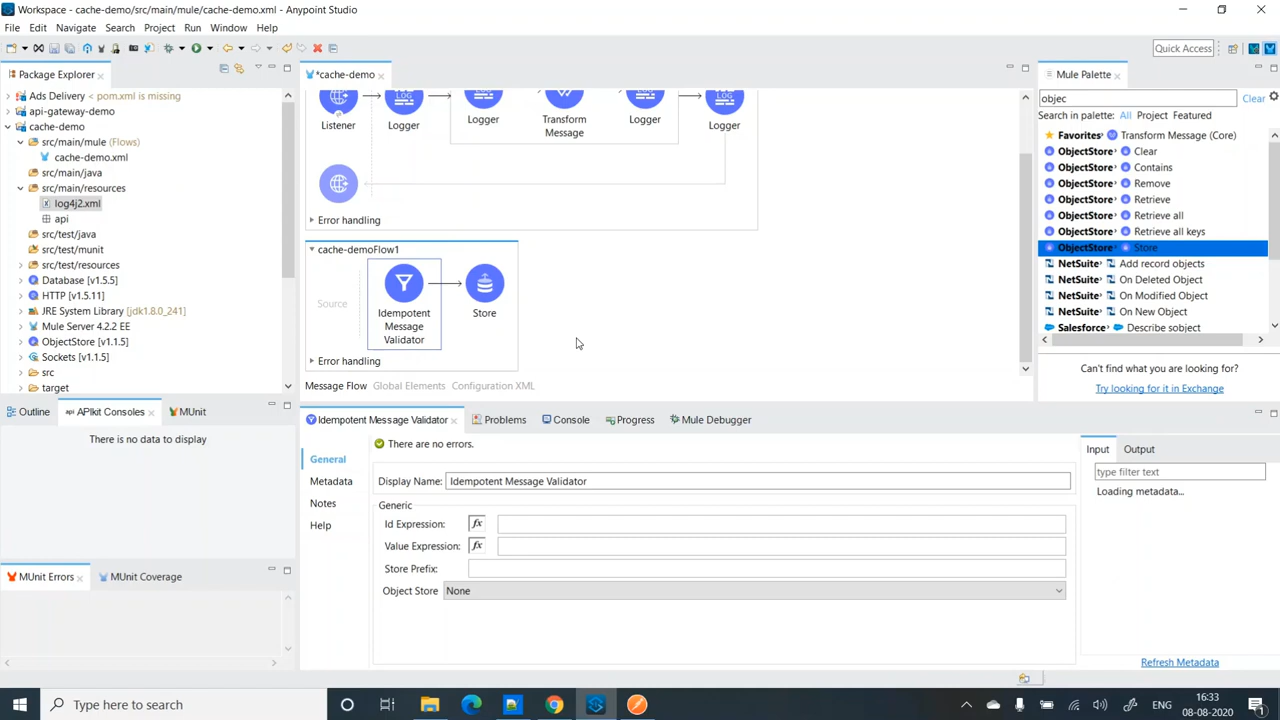 Workspace - cache-demo/src/main/mule/cache-demo.xml - Anypoint Studio
File Edit Navigate Search Project Run Window Help
Quick Access
Package Explorer
Ads Delivery > pom.xml is missing
api-gateway-demo
cache-demo
src/main/mule (Flows)
cache-demo.xml
src/main/java
src/main/resources
log4j2.xml
api
src/test/java
src/test/munit
src/test/resources
Database [v1.5.5]
HTTP [v1.5.11]
JRE System Library [jdk1.8.0_241]
Mule Server 4.2.2 EE
ObjectStore [v1.1.5]
Sockets [v1.1.5]
src
target
*cache-demo
LOG LOG LOG LOG
Listener Logger Logger Transform Message Logger Logger
Error handling
cache-demoFlow1
Source
Idempotent Message Validator
Store
Error handling
Message Flow Global Elements Configuration XML
Mule Palette
objec
Clear
Search in palette: All Project Featured
Favorites Transform Message (Core)
ObjectStore Clear
ObjectStore Contains
ObjectStore Remove
ObjectStore Retrieve
ObjectStore Retrieve all
ObjectStore Retrieve all keys
ObjectStore Store
NetSuite Add record objects
NetSuite On Deleted Object
NetSuite On Modified Object
NetSuite On New Object
Salesforce Describe sobject
Can't find what you are looking for?
Try looking for it in Exchange
Outline APIkit Consoles MUnit
There is no data to display
MUnit Errors MUnit Coverage
Idempotent Message Validator Problems Console Progress Mule Debugger
There are no errors.
General
Metadata
Notes
Help
Display Name: Idempotent Message Validator
Generic
Id Expression: fx
Value Expression: fx
Store Prefix:
Object Store None
Input Output
type filter text
Loading metadata...
Refresh Metadata
Type here to search
ENG
16:33
08-08-2020
1